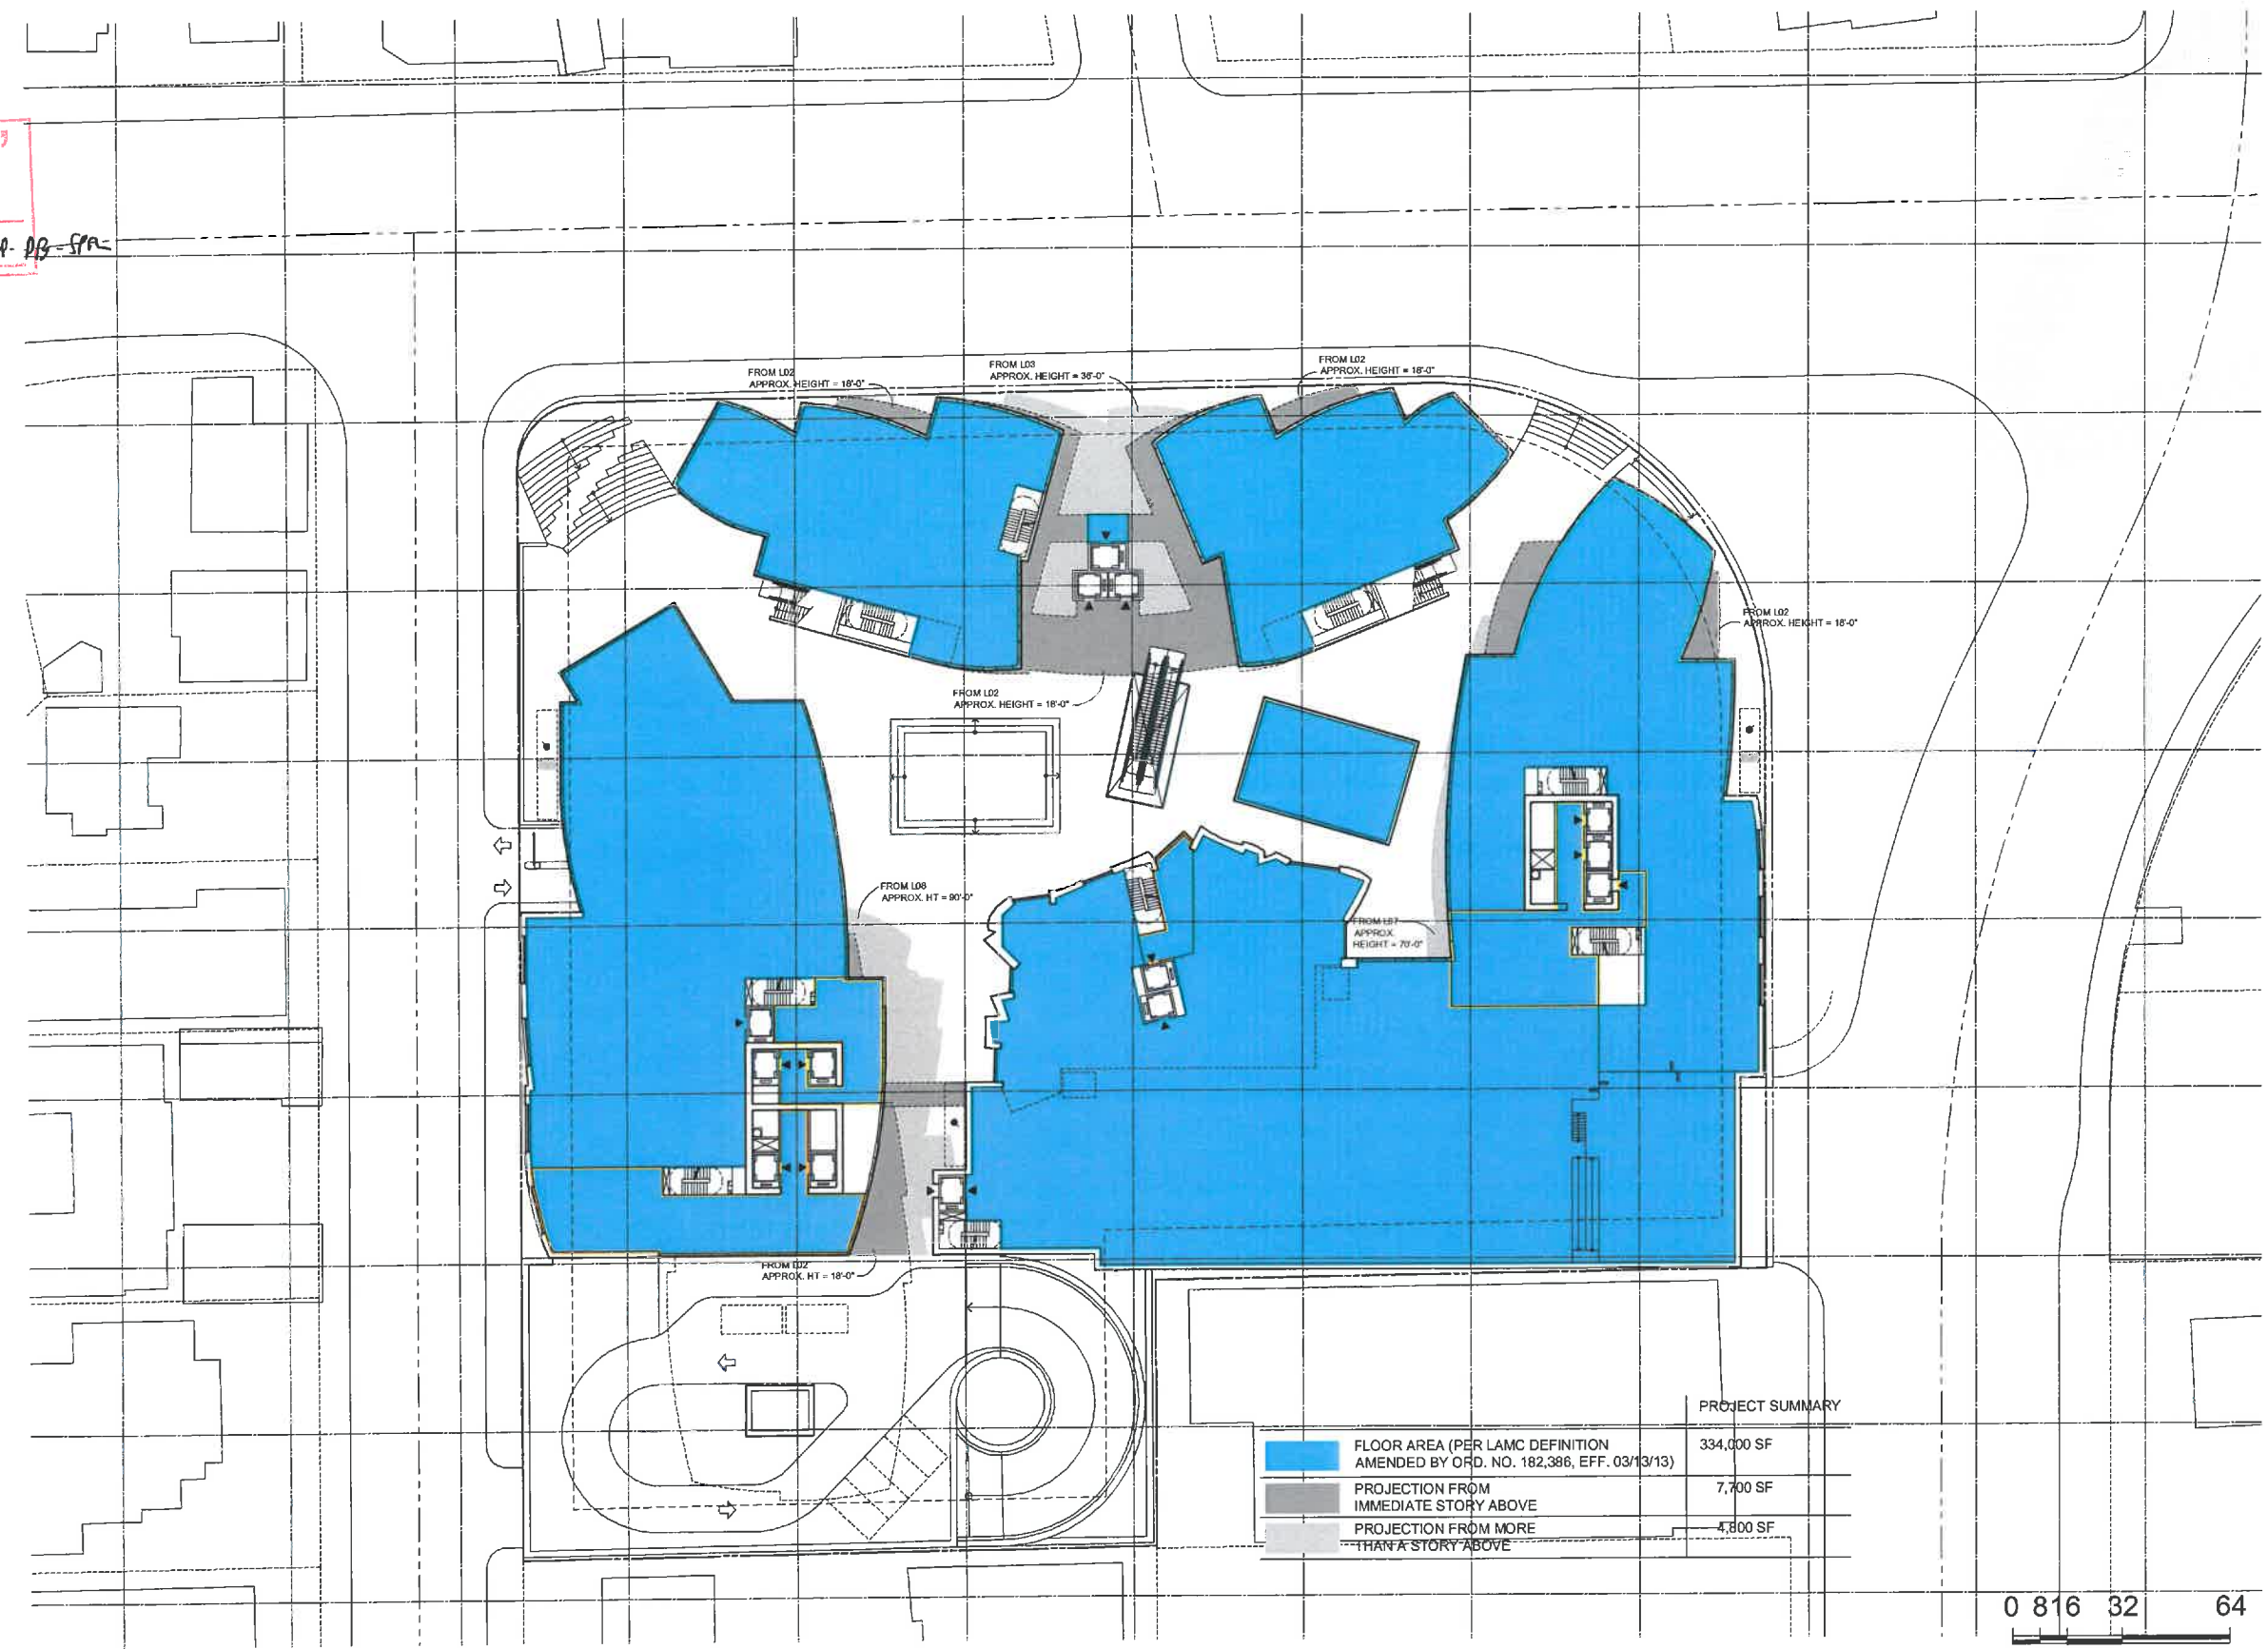 FROM L02
APPROX. HEIGHT = 18'-0"
FROM L03
APPROX. HEIGHT = 36'-0"
FROM L02
APPROX. HEIGHT = 18'-0"
FROM L02
APPROX. HEIGHT = 18'-0"
FROM L02
APPROX. HEIGHT = 18'-0"
FROM L08
APPROX. HT = 90'-0"
FROM L07
APPROX.
HEIGHT = 70'-0"
FROM L02
APPROX. HT = 18'-0"
PROJECT SUMMARY
FLOOR AREA (PER LAMC DEFINITION
AMENDED BY ORD. NO. 182,386, EFF. 03/13/13)
334,000 SF
PROJECTION FROM
IMMEDIATE STORY ABOVE
7,700 SF
PROJECTION FROM MORE
THAN A STORY ABOVE
4,800 SF
0 8 16 32 64